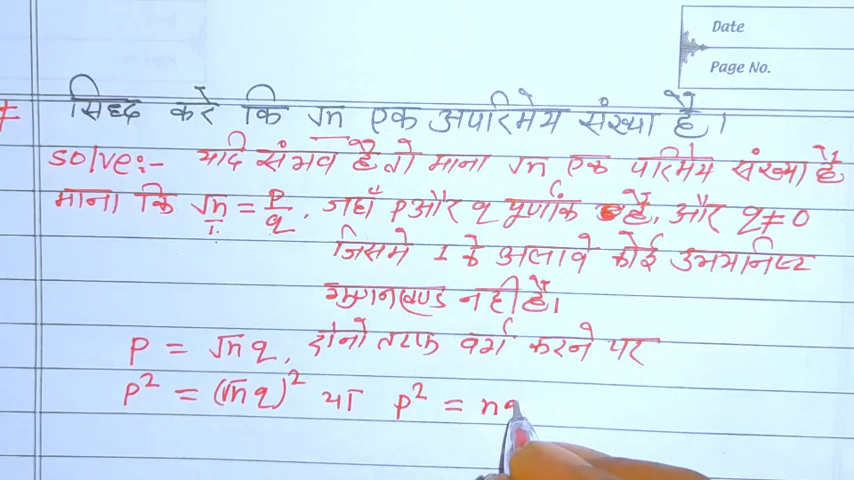 Date
Page No.
सिद्ध करे कि √n एक अपरिमेय संख्या है।
solve:- यदि संभव है तो माना √n एक परिमेय संख्या है
माना कि √n/1 = p/q, जहाँ p और q पूर्णांक है, और q≠0
जिसमे 1 के अलावे कोई उभयनिष्ट
गुणनखण्ड नही है।
p = √n q, दोनो तरफ वर्ग करने पर
p² = (√n q)² या p² = n